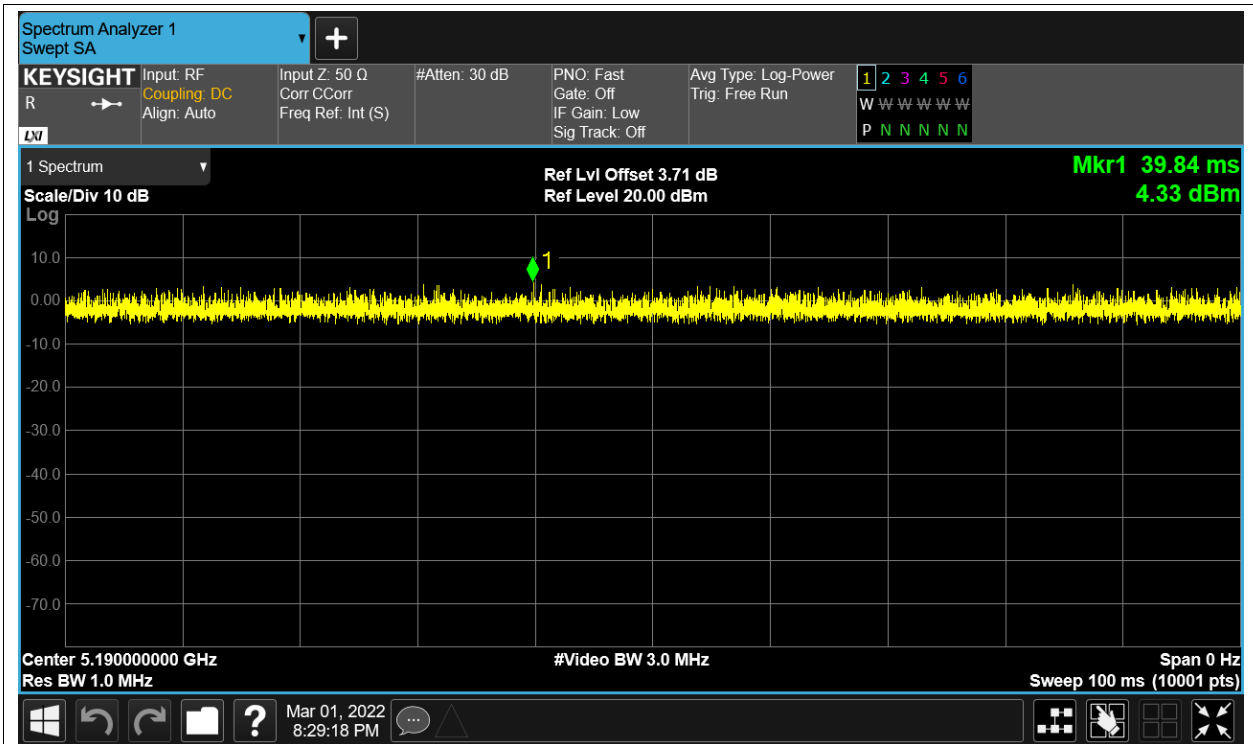 Spectrum Analyzer 1
Swept SA
KEYSIGHT Input: RF Input Z: 50 Ω #Atten: 30 dB PNO: Fast Avg Type: Log-Power 1 2 3 4 5 6
R Coupling: DC Corr CCorr Gate: Off Trig: Free Run W W W W W W
Align: Auto Freq Ref: Int (S) IF Gain: Low
LXI Sig Track: Off P N N N N N
1 Spectrum Ref Lvl Offset 3.71 dB Mkr1 39.84 ms
Scale/Div 10 dB Ref Level 20.00 dBm 4.33 dBm
Log
10.0 1
0.00
-10.0
-20.0
-30.0
-40.0
-50.0
-60.0
-70.0
Center 5.190000000 GHz #Video BW 3.0 MHz Span 0 Hz
Res BW 1.0 MHz Sweep 100 ms (10001 pts)
? Mar 01, 2022
8:29:18 PM